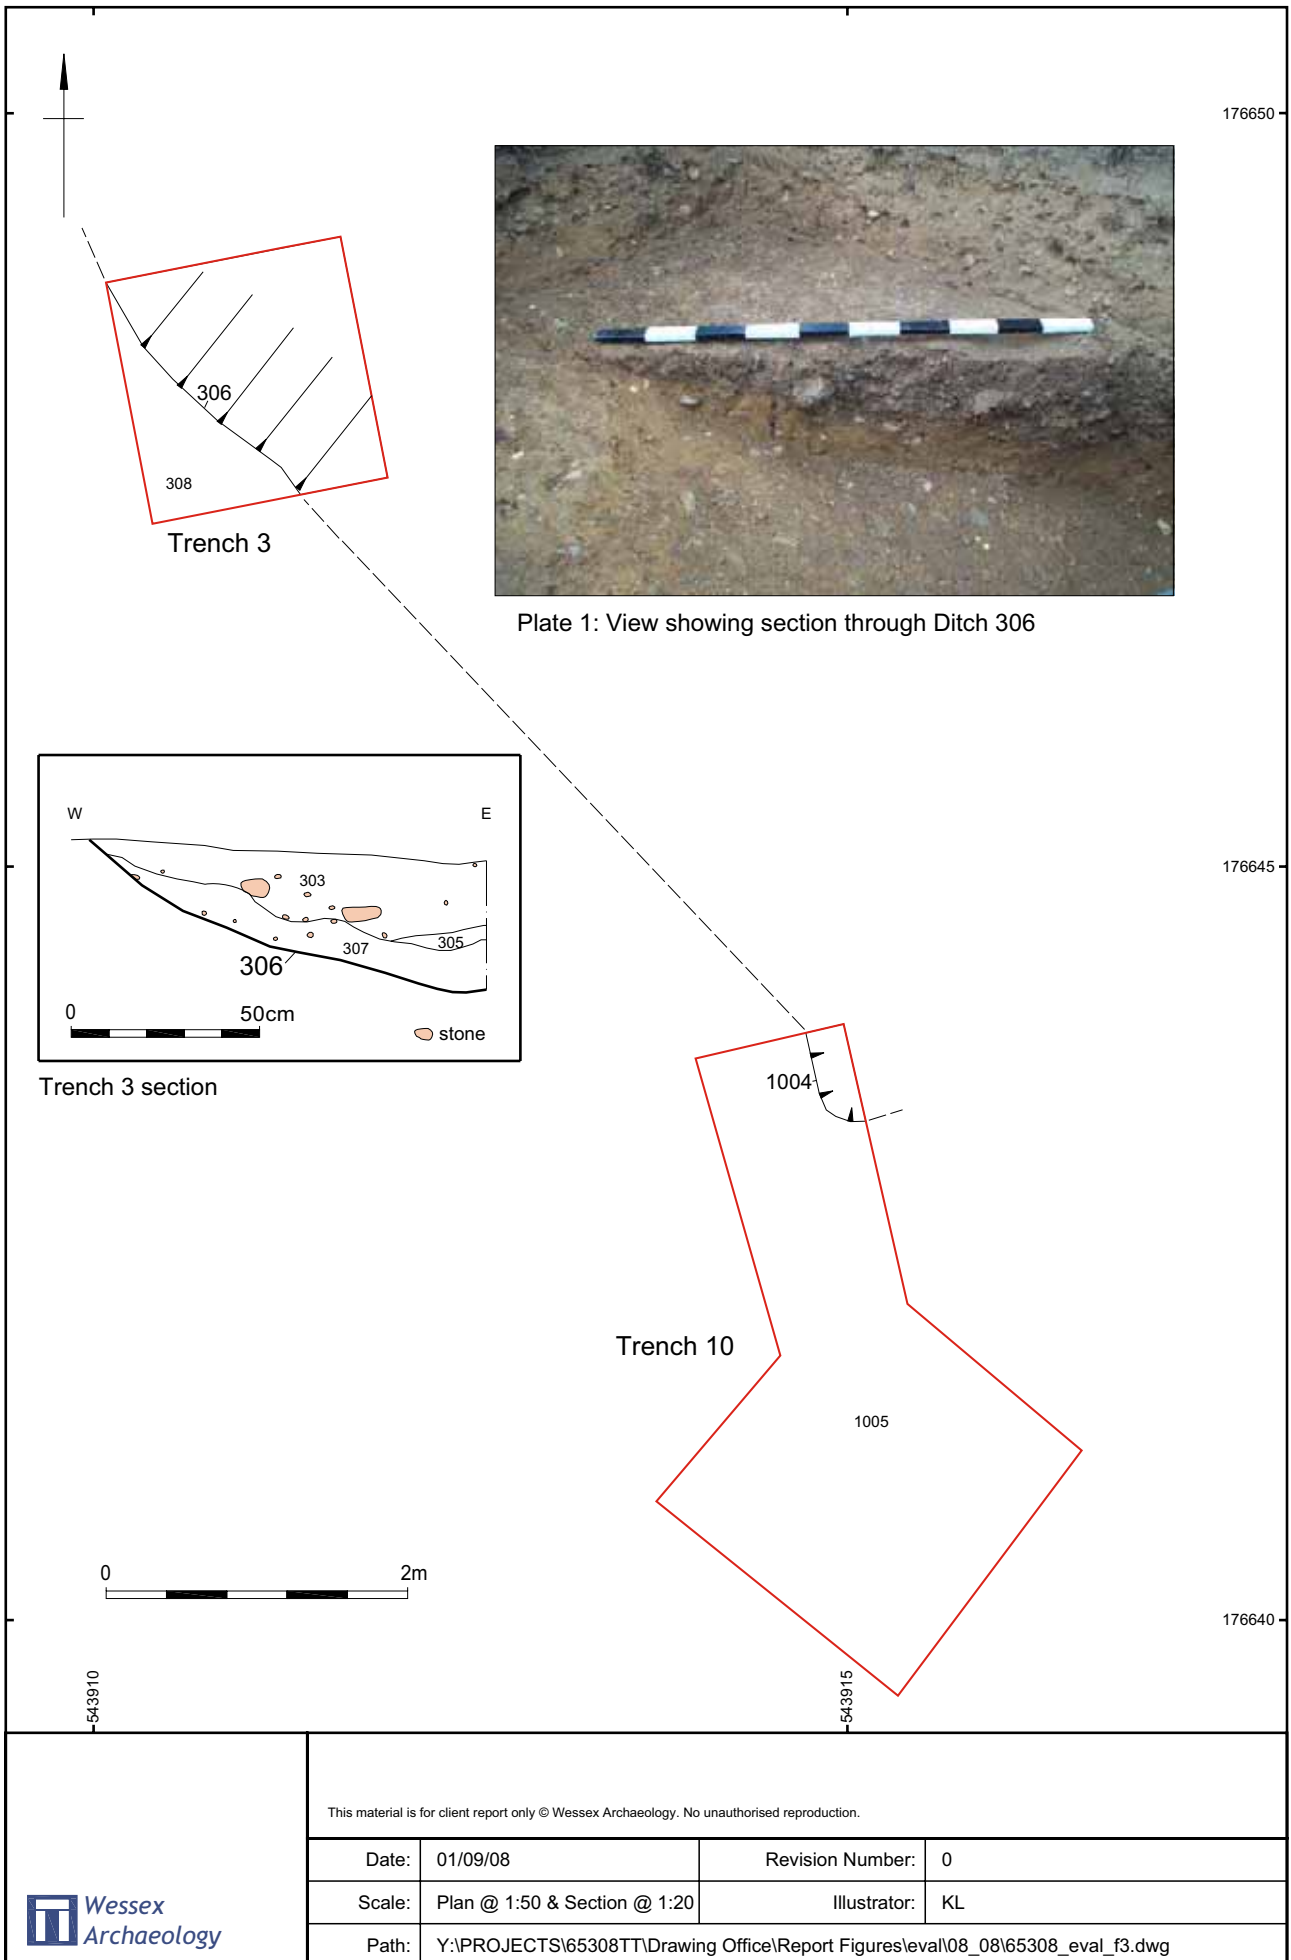 176650
306
308
Trench 3
Plate 1: View showing section through Ditch 306
W
E
303
307
305
306
0
50cm
stone
Trench 3 section
176645
1004
Trench 10
1005
0
2m
176640
543910
543915
This material is for client report only © Wessex Archaeology. No unauthorised reproduction.
Date: 01/09/08 Revision Number: 0
Scale: Plan @ 1:50 & Section @ 1:20 Illustrator: KL
Path: Y:\PROJECTS\65308TT\Drawing Office\Report Figures\eval\08_08\65308_eval_f3.dwg
Wessex
Archaeology